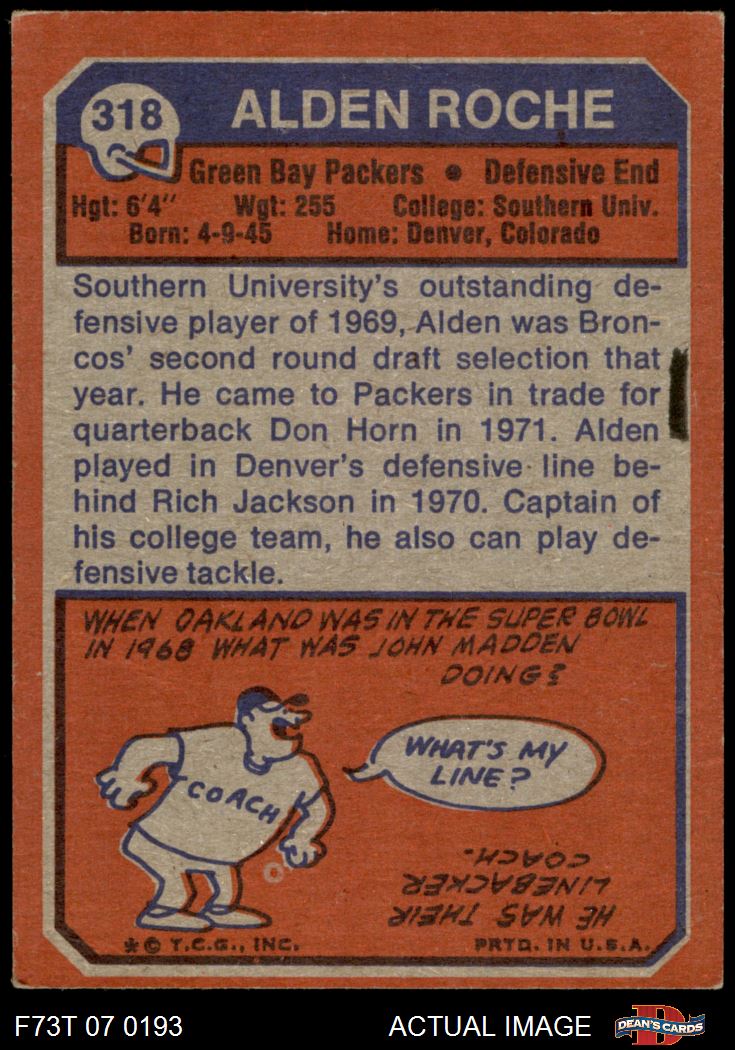 318
ALDEN ROCHE
Green Bay Packers • Defensive End
Hgt: 6'4" Wgt: 255 College: Southern Univ.
Born: 4-9-45 Home: Denver, Colorado
Southern University's outstanding de-
fensive player of 1969, Alden was Bron-
cos' second round draft selection that
year. He came to Packers in trade for
quarterback Don Horn in 1971. Alden
played in Denver's defensive line be-
hind Rich Jackson in 1970. Captain of
his college team, he also can play de-
fensive tackle.
WHEN OAKLAND WAS IN THE SUPER BOWL
IN 1968 WHAT WAS JOHN MADDEN
DOING?
WHAT'S MY
LINE?
COACH
HE WAS THEIR
LINEBACKER
COACH.
* © T.C.G., INC. PRTD. IN U.S.A.
F73T 07 0193 ACTUAL IMAGE
D
DEAN'S CARDS